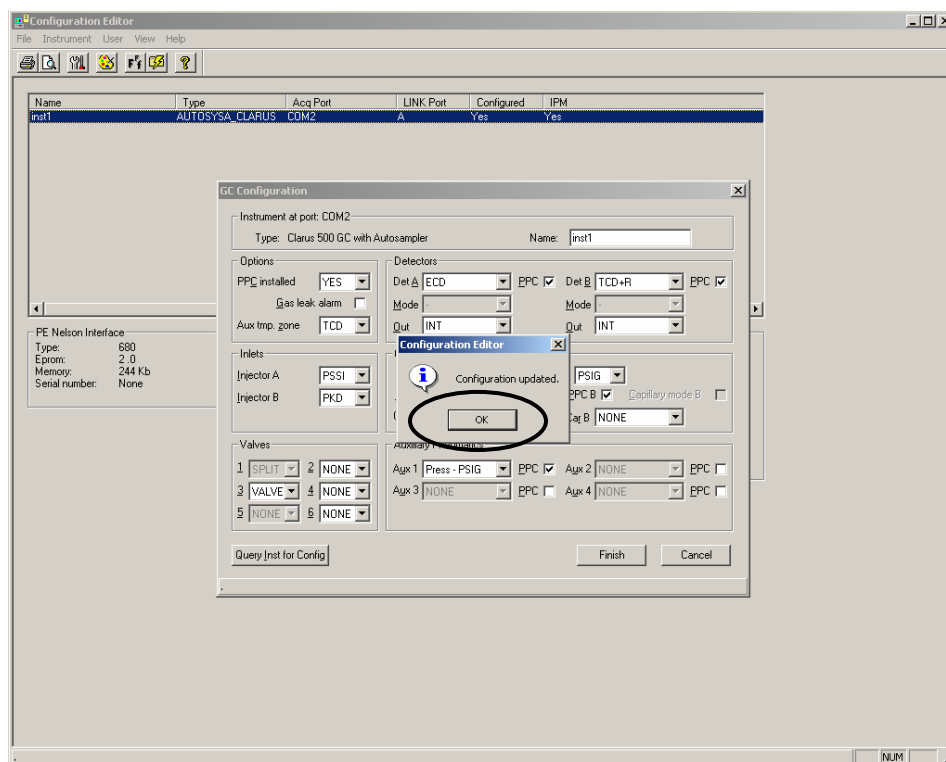 Configuration Editor
File Instrument User View Help
Name Type Acq Port LINK Port Configured IPM
inst1 AUTOSYSA_CLARUS COM2 A Yes Yes
GC Configuration
Instrument at port: COM2
Type: Clarus 500 GC with Autosampler Name: inst1
Options Detectors
PPC installed YES Det A ECD PPC Det B TCD+R PPC
Gas leak alarm Mode - Mode -
Aux tmp. zone TCD Out INT Out INT
PE Nelson Interface
Type: 680
Eprom: 2 .0
Memory: 244 Kb
Serial number: None
Configuration Editor
Configuration updated.
OK
Inlets
Injector A PSSI PSIG
Injector B PKD PPC B Capillary mode B
Car B NONE
Valves
1 SPLIT 2 NONE Aux 1 Press - PSIG PPC Aux 2 NONE PPC
3 VALVE 4 NONE Aux 3 NONE PPC Aux 4 NONE PPC
5 NONE 6 NONE
Query Inst for Config Finish Cancel
NUM